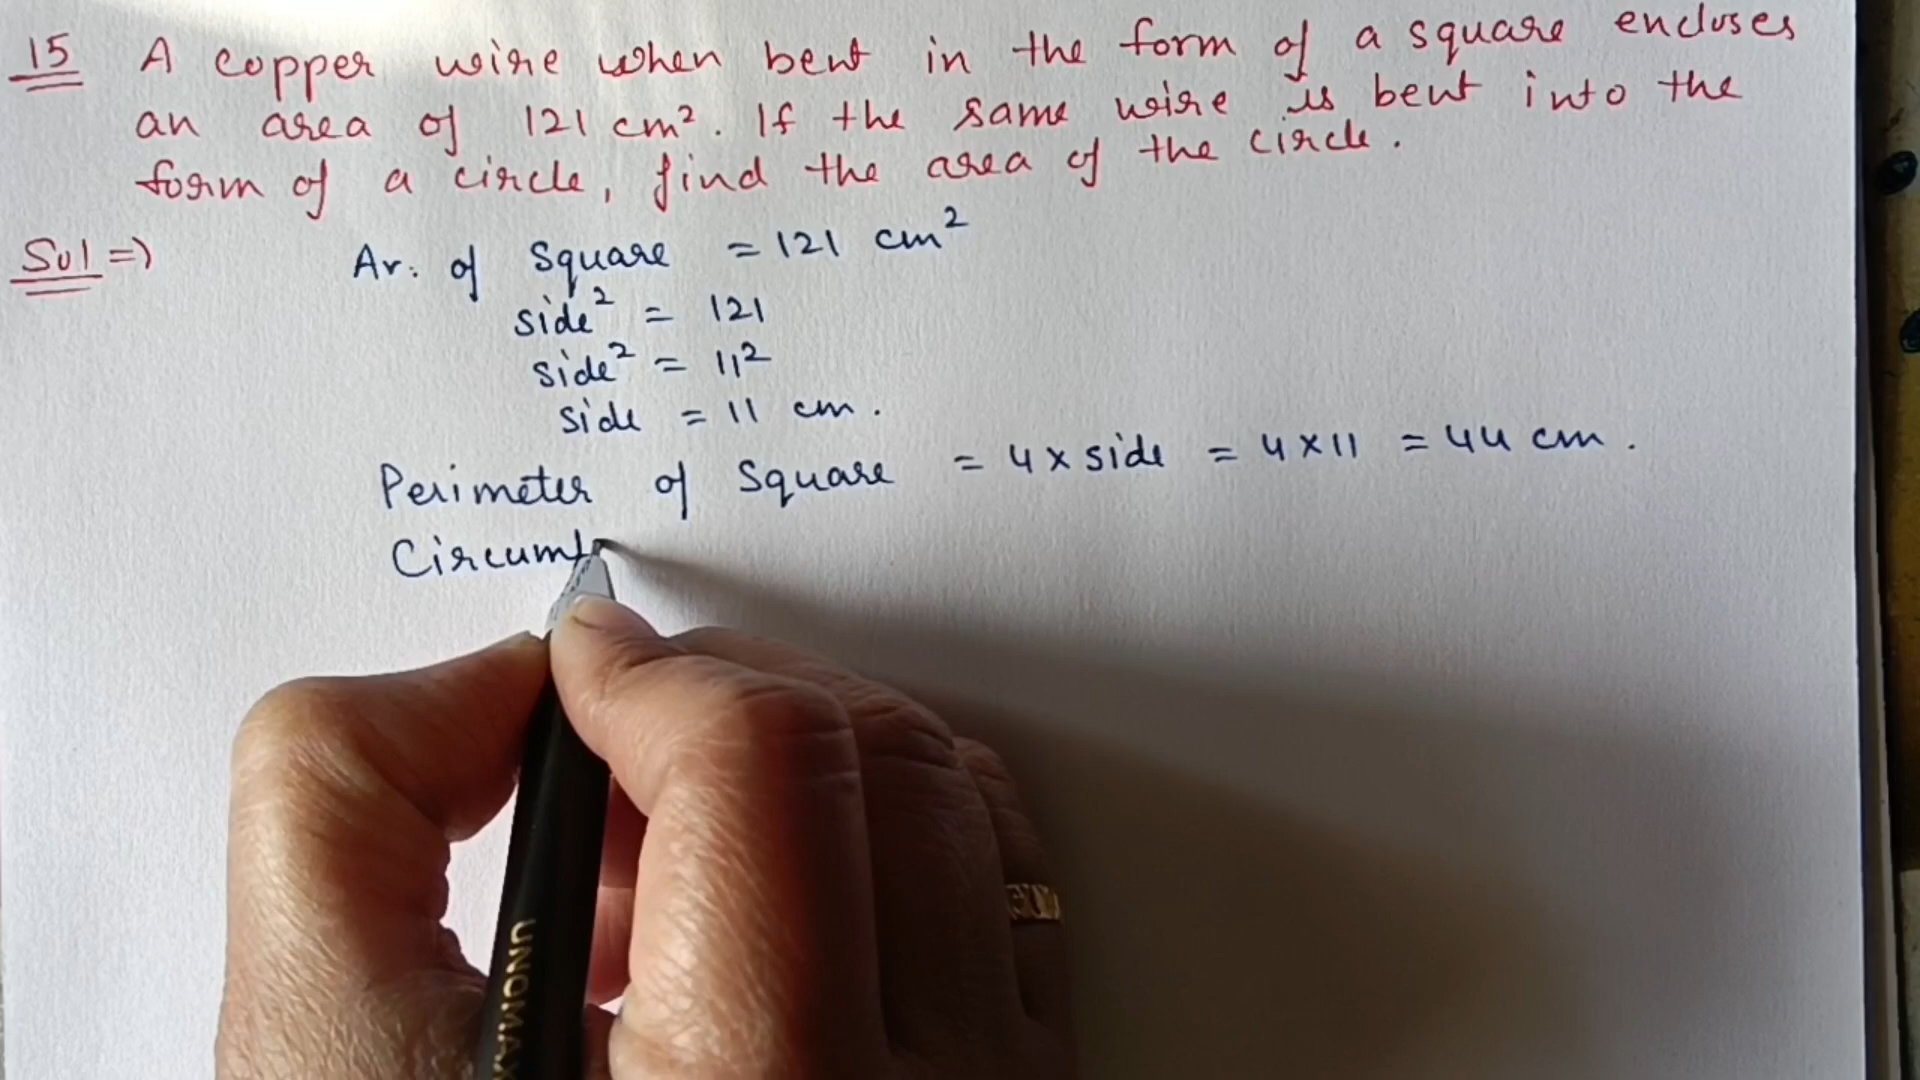 15 A copper wire when bent in the form of a square encloses
an area of 121 cm². If the same wire is bent into the
form of a circle, find the area of the circle.
Sol => Ar. of Square = 121 cm²
side² = 121
side² = 11²
side = 11 cm.
Perimeter of Square = 4 x side = 4 x 11 = 44 cm.
Circumf
UNOMAX